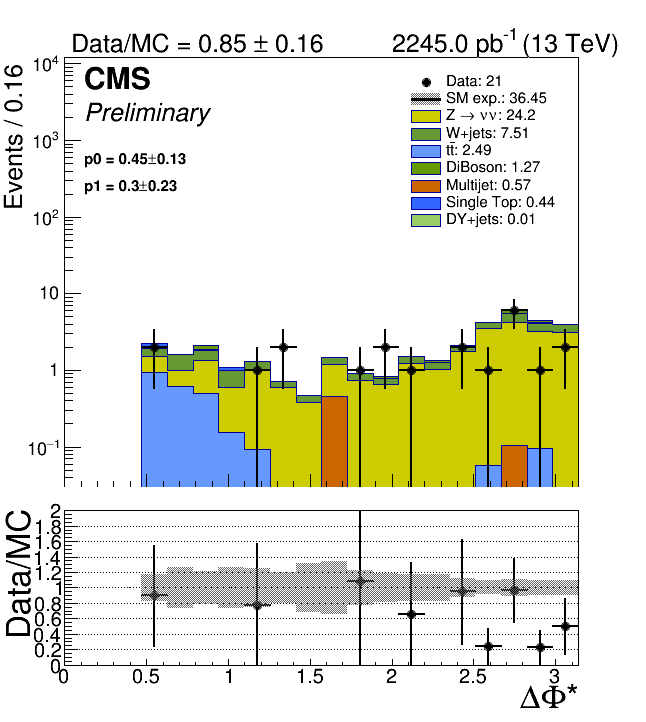 Data/MC = 0.85 ± 0.16
2245.0 pb⁻¹ (13 TeV)
CMS
Preliminary
p0 = 0.45±0.13
p1 = 0.3±0.23
Data: 21
SM exp.: 36.45
Z → νν: 24.2
W+jets: 7.51
tt̄: 2.49
DiBoson: 1.27
Multijet: 0.57
Single Top: 0.44
DY+jets: 0.01
Events / 0.16
10⁴
10³
10²
10
1
10⁻¹
Data/MC
2
1.8
1.6
1.4
1.2
1
0.8
0.6
0.4
0.2
0
0 0.5 1 1.5 2 2.5 3
ΔΦ*